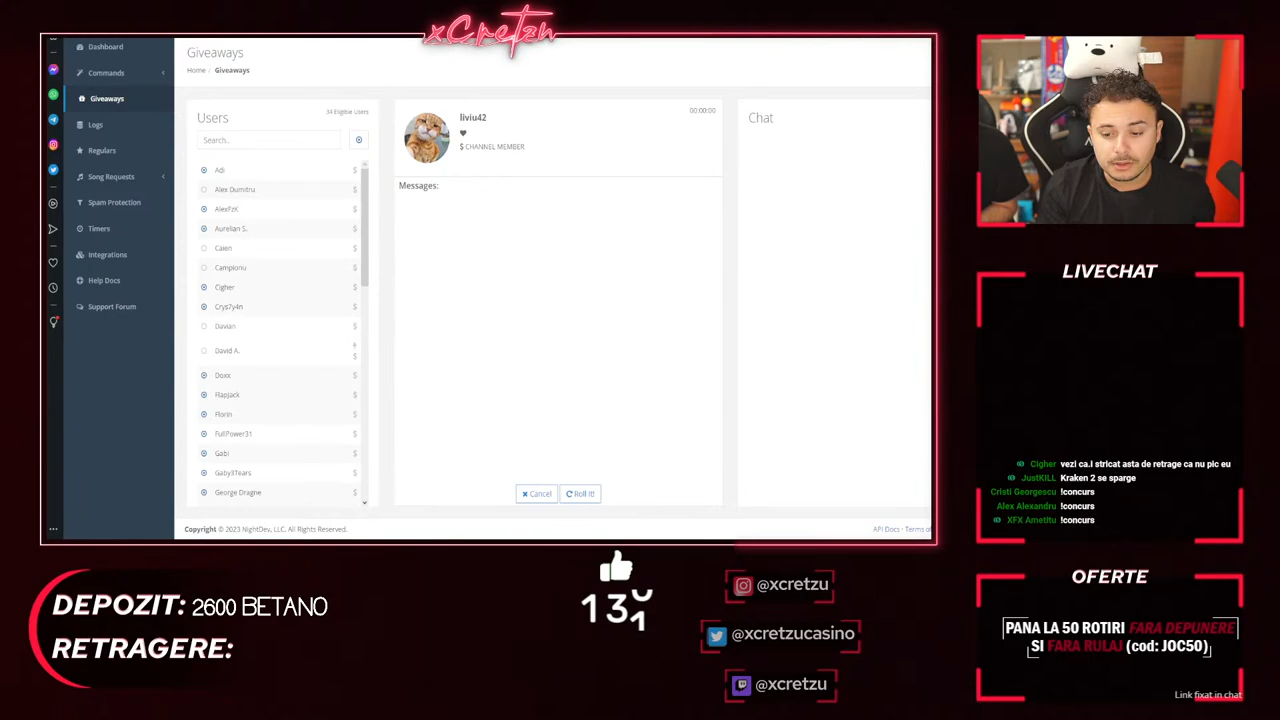 xCretzu
Dashboard
Commands
Giveaways
Logs
Regulars
Song Requests
Spam Protection
Timers
Integrations
Help Docs
Support Forum
Giveaways
Home / Giveaways
Users
34 Eligible Users
Search..
Adi $
Alex Dumitru $
AlexFzK $
Aurelian S. $
Caien $
Campionu $
Cigher $
Crys7y4n $
Davian $
David A. $
Doxx $
Flapjack $
Florin $
FullPower31 $
Gabi $
GabyllTears $
George Dragne $
liviu42
00:00:00
$ CHANNEL MEMBER
Messages:
Cancel
Roll It!
Chat
Copyright © 2023 NightDev, LLC. All Rights Reserved.
API Docs - Terms of
LIVECHAT
Cigher vezi ca.i stricat asta de retrage ca nu pic eu
JustKILL Kraken 2 se sparge
Cristi Georgescu !concurs
Alex Alexandru !concurs
XFX Ametitu !concurs
DEPOZIT: 2600 BETANO
RETRAGERE:
@xcretzu
@xcretzucasino
@xcretzu
OFERTE
PANA LA 50 ROTIRI FARA DEPUNERE
SI FARA RULAJ (cod: JOC50)
Link fixat in chat